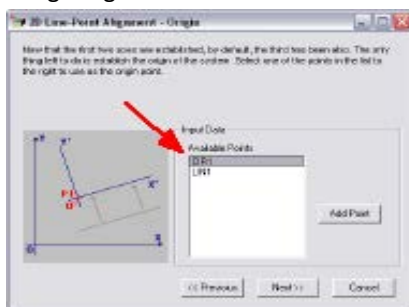 2D Line-Point Alignment - Origin
Now that the first two axes are established, by default, the third has been also. The only
thing left to do is establish the origin of the system. Select one of the points in the list to
the right to use as the origin point.
Input Data
Available Points
CIR1
LIN1
Add Point
+Y
Y'
X'
X
<< Previous
Next >>
Cancel